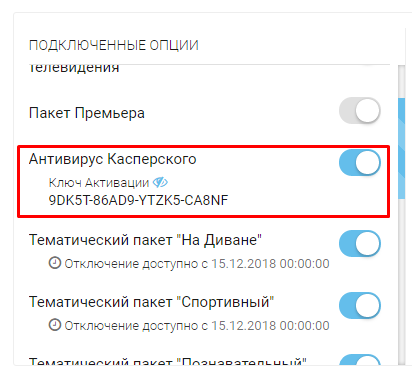 ПОДКЛЮЧЕННЫЕ ОПЦИИ
телевидения
Пакет Премьера
Антивирус Касперского
Ключ Активации
9DK5T-86AD9-YTZK5-CA8NF
Тематический пакет "На Диване"
Отключение доступно с 15.12.2018 00:00:00
Тематический пакет "Спортивный"
Отключение доступно с 15.12.2018 00:00:00
Тематический пакет "Познавательный"